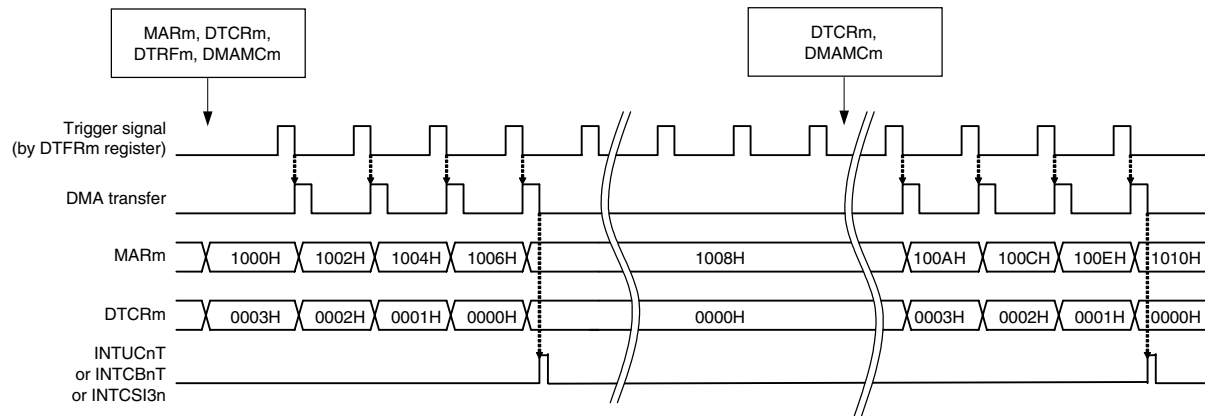 MARm, DTCRm,
DTRFm, DMAMCm
DTCRm,
DMAMCm
Trigger signal
(by DTFRm register)
DMA transfer
MARm
1000H 1002H 1004H 1006H 1008H 100AH 100CH 100EH 1010H
DTCRm
0003H 0002H 0001H 0000H 0000H 0003H 0002H 0001H 0000H
INTUCnT
or INTCBnT
or INTCSI3n